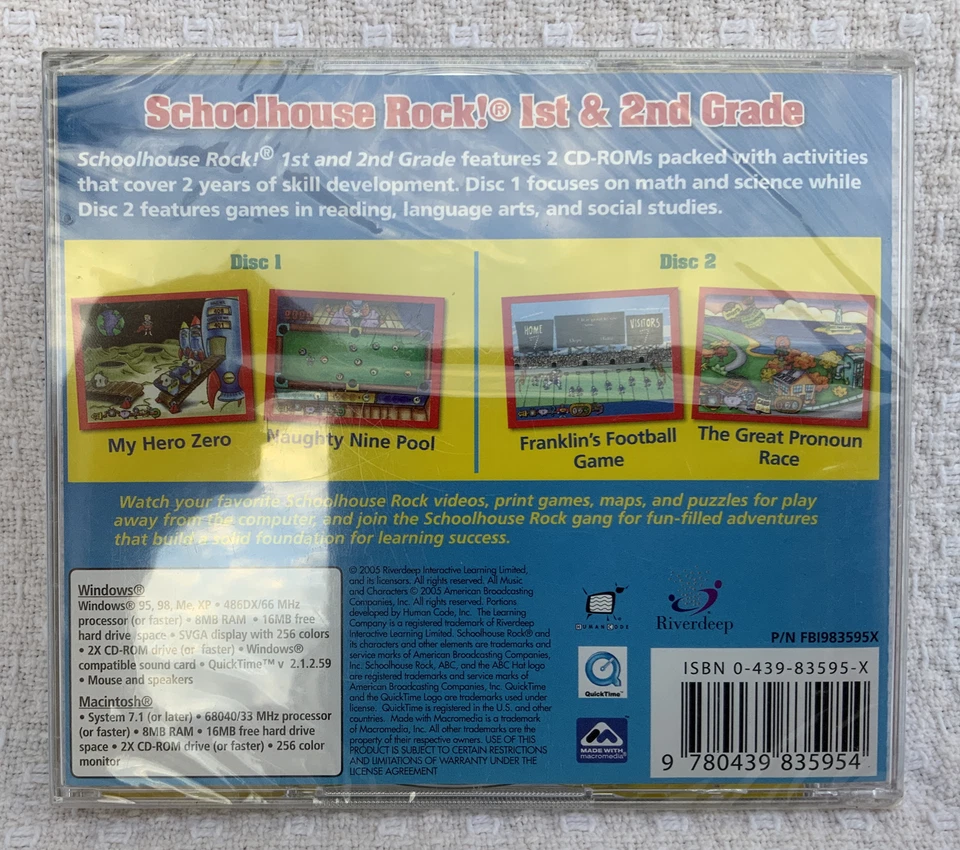 Schoolhouse Rock!® 1st & 2nd Grade
Schoolhouse Rock!® 1st and 2nd Grade features 2 CD-ROMs packed with activities
that cover 2 years of skill development. Disc 1 focuses on math and science while
Disc 2 features games in reading, language arts, and social studies.
Disc 1
My Hero Zero
Naughty Nine Pool
Disc 2
HOME
7
VISITORS
7
Franklin's Football
Game
The Great Pronoun
Race
Watch your favorite Schoolhouse Rock videos, print games, maps, and puzzles for play
away from the computer, and join the Schoolhouse Rock gang for fun-filled adventures
that build a solid foundation for learning success.
Windows®
Windows® 95, 98, Me, XP • 486DX/66 MHz
processor (or faster) • 8MB RAM • 16MB free
hard drive space • SVGA display with 256 colors
• 2X CD-ROM drive (or faster) • Windows®
compatible sound card • QuickTime™ v 2.1.2.59
• Mouse and speakers
Macintosh®
• System 7.1 (or later) • 68040/33 MHz processor
(or faster) • 8MB RAM • 16MB free hard drive
space • 2X CD-ROM drive (or faster) • 256 color
monitor
© 2005 Riverdeep Interactive Learning Limited,
and its licensors. All rights reserved. All Music
and Characters © 2005 American Broadcasting
Companies, Inc. All rights reserved. Portions
developed by Human Code, Inc. The Learning
Company is a registered trademark of Riverdeep
Interactive Learning Limited. Schoolhouse Rock® and
its characters and other elements are trademarks and
service marks of American Broadcasting Companies,
Inc. Schoolhouse Rock, ABC, and the ABC Hat logo
are registered trademarks and service marks of
American Broadcasting Companies, Inc. QuickTime
and the QuickTime Logo are trademarks used under
license. QuickTime is registered in the U.S. and other
countries. Made with Macromedia is a trademark
of Macromedia, Inc. All other trademarks are the
property of their respective owners. USE OF THIS
PRODUCT IS SUBJECT TO CERTAIN RESTRICTIONS
AND LIMITATIONS OF WARRANTY UNDER THE
LICENSE AGREEMENT
HUMAN CODE
Riverdeep
QuickTime™
MADE WITH
macromedia®
P/N FBI983595X
ISBN 0-439-83595-X
9 780439 835954